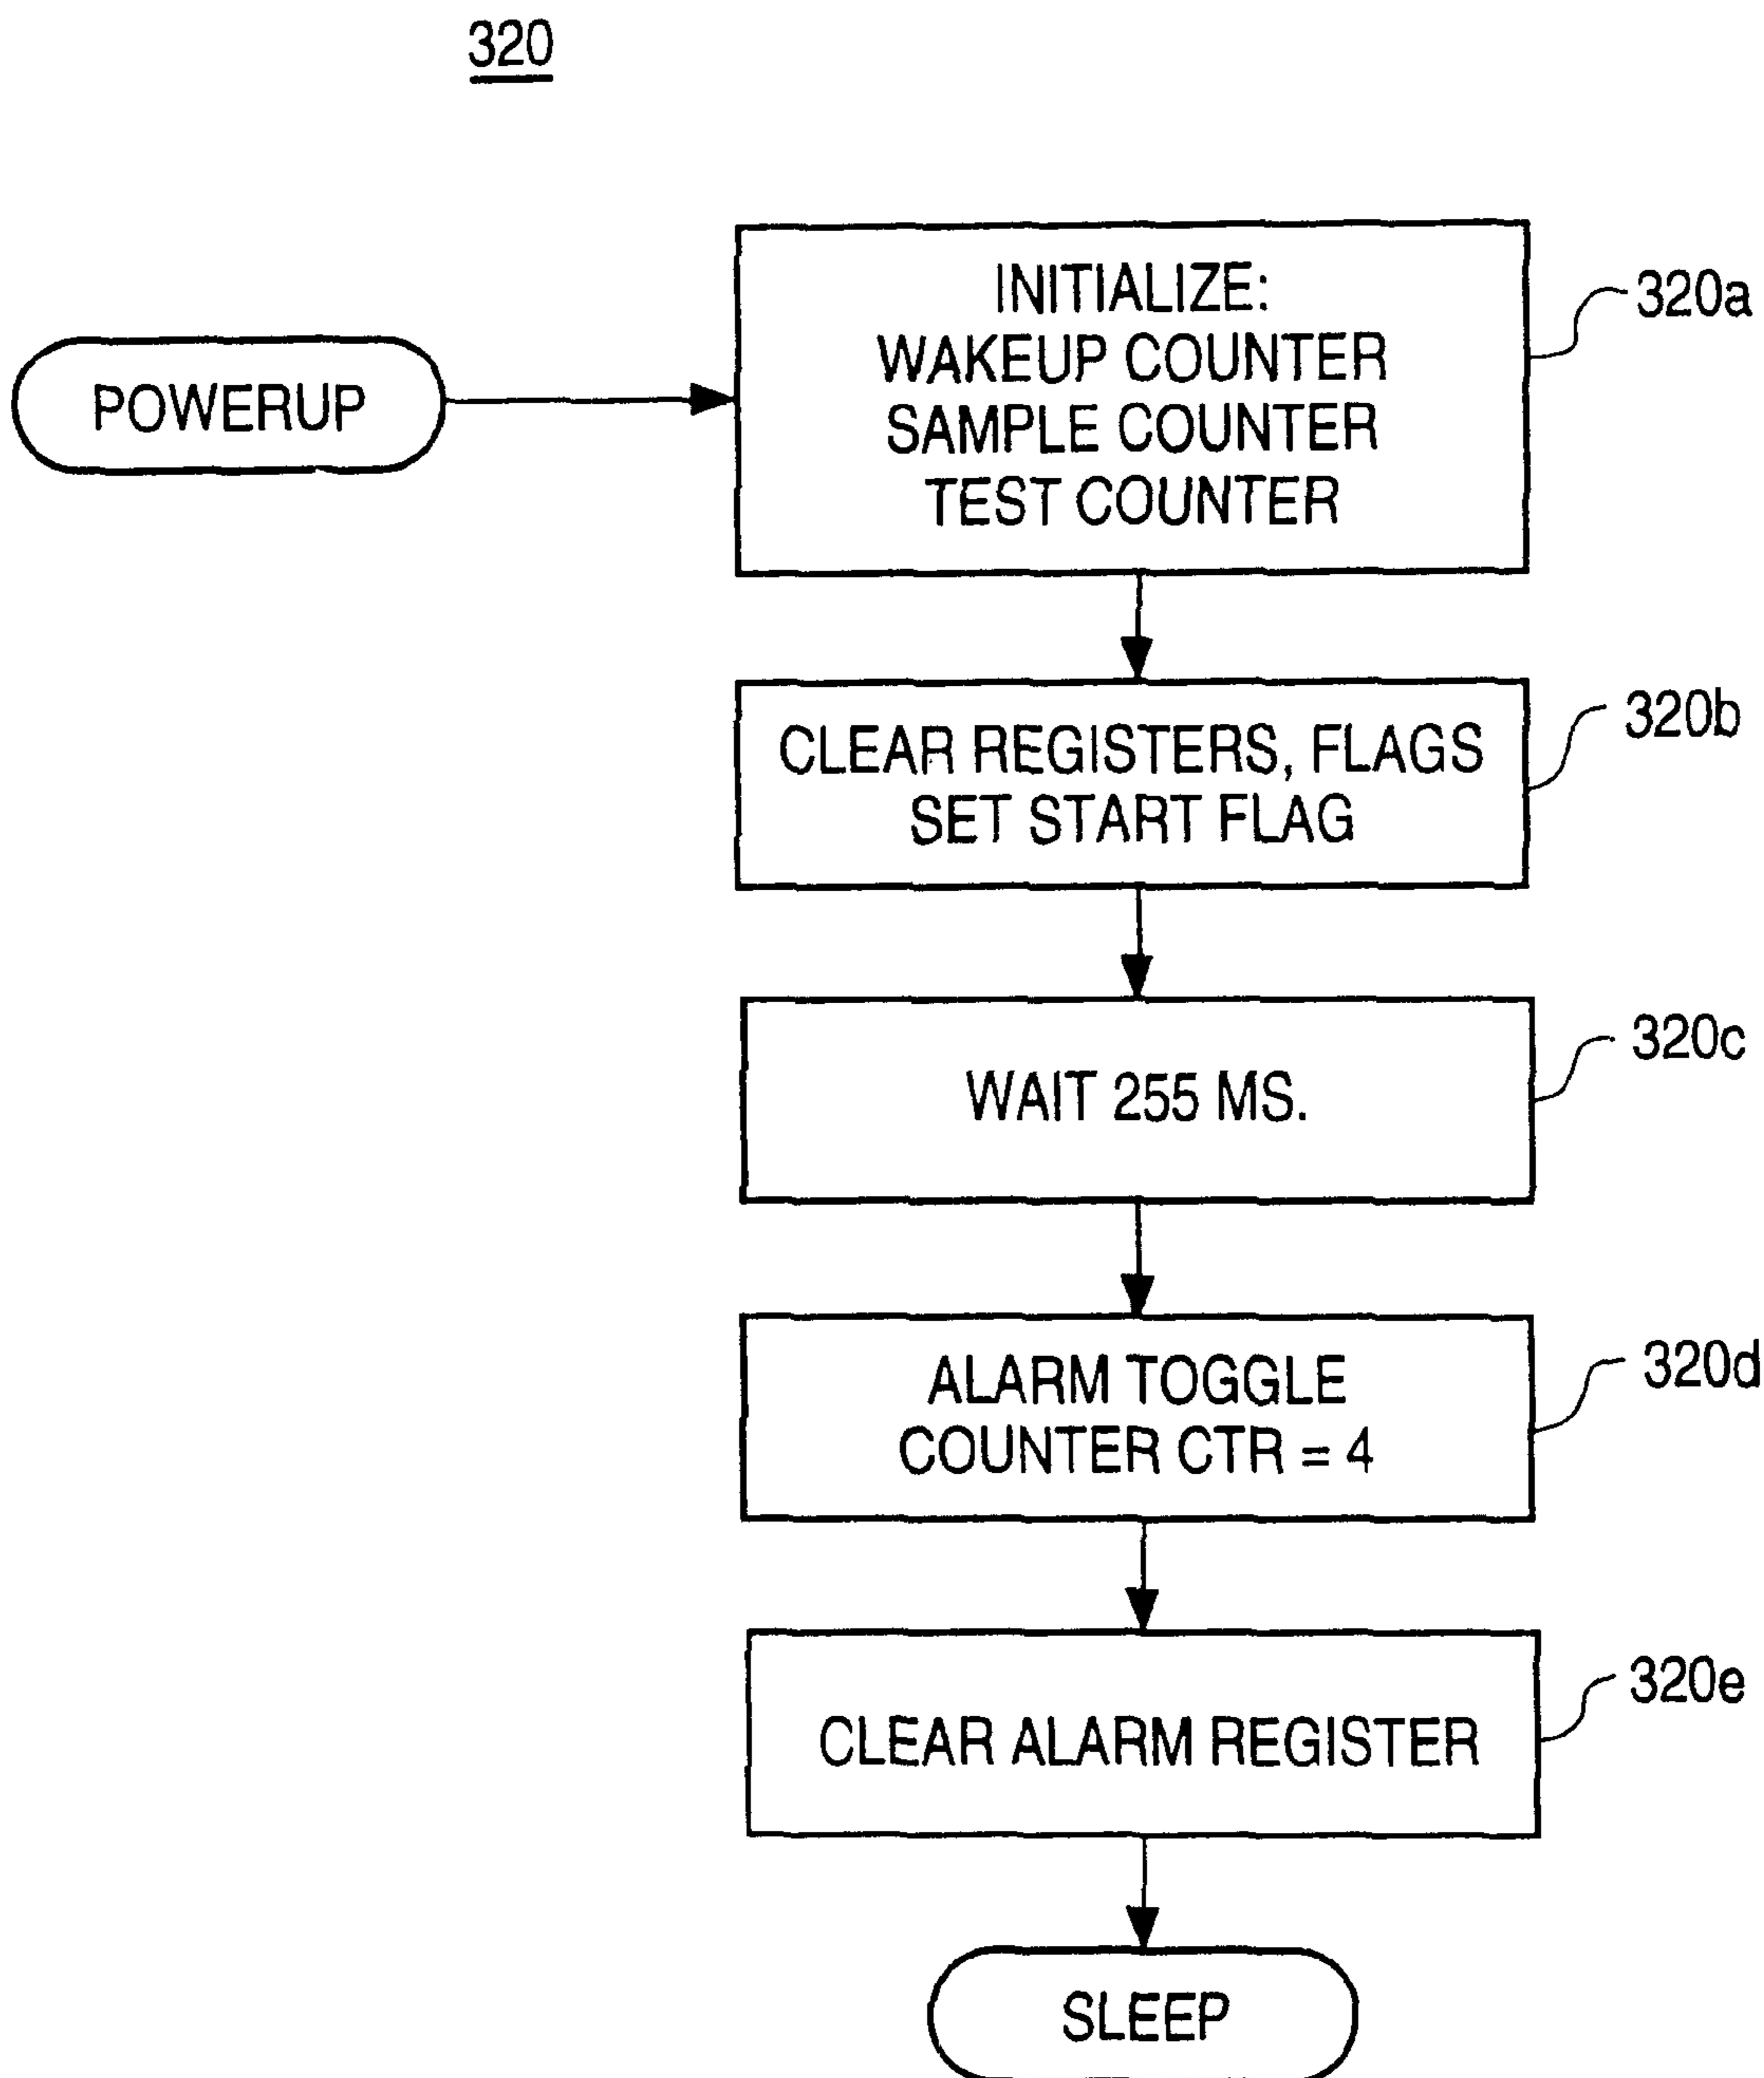 320
POWERUP
INITIALIZE:
WAKEUP COUNTER
SAMPLE COUNTER
TEST COUNTER
320a
CLEAR REGISTERS, FLAGS
SET START FLAG
320b
WAIT 255 MS.
320c
ALARM TOGGLE
COUNTER CTR = 4
320d
CLEAR ALARM REGISTER
320e
SLEEP